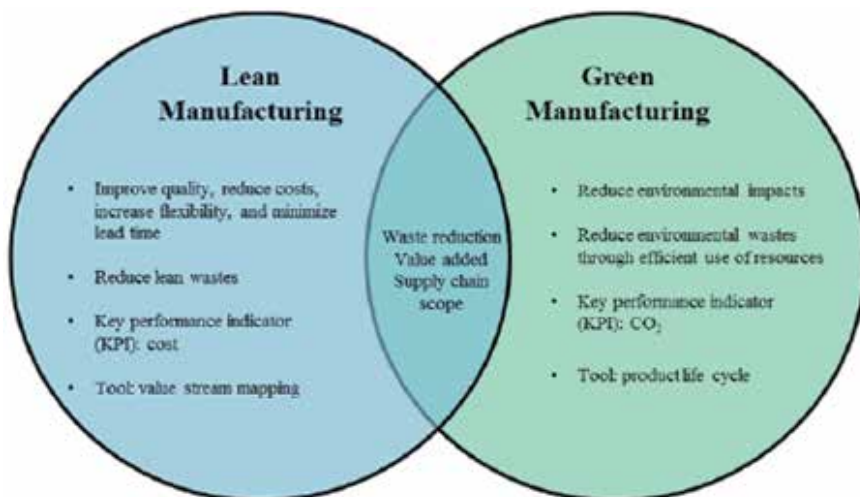 Lean
Manufacturing
• Improve quality, reduce costs,
increase flexibility, and minimize
lead time
• Reduce lean wastes
• Key performance indicator
(KPI): cost
• Tool: value stream mapping
Waste reduction
Value added
Supply chain
scope
Green
Manufacturing
• Reduce environmental impacts
• Reduce environmental wastes
through efficient use of resources
• Key performance indicator
(KPI): CO₂
• Tool: product life cycle